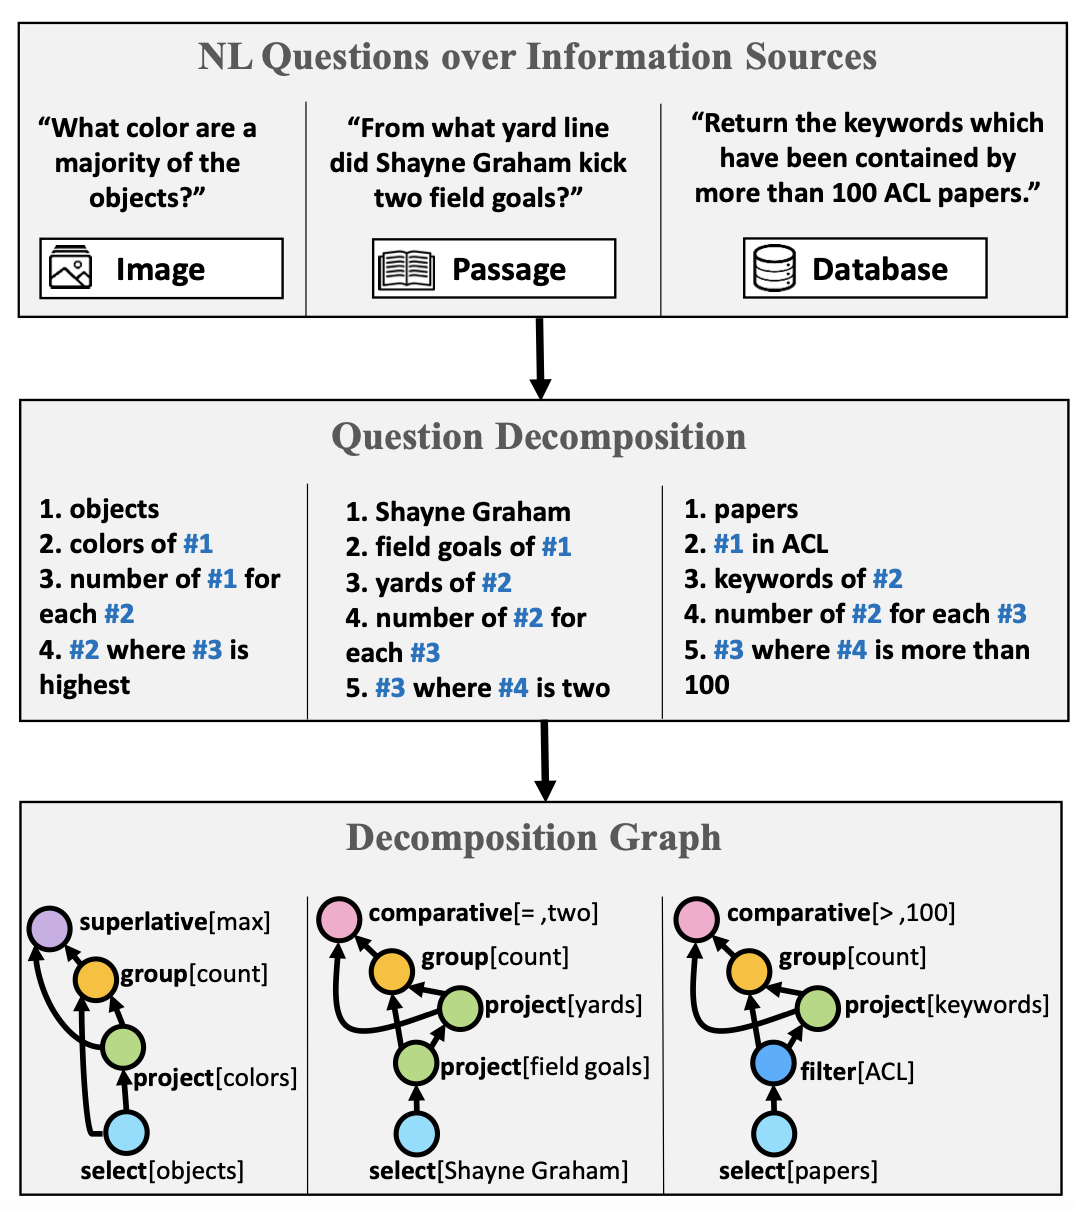 NL Questions over Information Sources
“What color are a
majority of the
objects?”
Image
“From what yard line
did Shayne Graham kick
two field goals?”
Passage
“Return the keywords which
have been contained by
more than 100 ACL papers.”
Database
Question Decomposition
1. objects
2. colors of #1
3. number of #1 for
each #2
4. #2 where #3 is
highest
1. Shayne Graham
2. field goals of #1
3. yards of #2
4. number of #2 for
each #3
5. #3 where #4 is two
1. papers
2. #1 in ACL
3. keywords of #2
4. number of #2 for each #3
5. #3 where #4 is more than
100
Decomposition Graph
superlative[max]
group[count]
project[colors]
select[objects]
comparative[= ,two]
group[count]
project[yards]
project[field goals]
select[Shayne Graham]
comparative[> ,100]
group[count]
project[keywords]
filter[ACL]
select[papers]